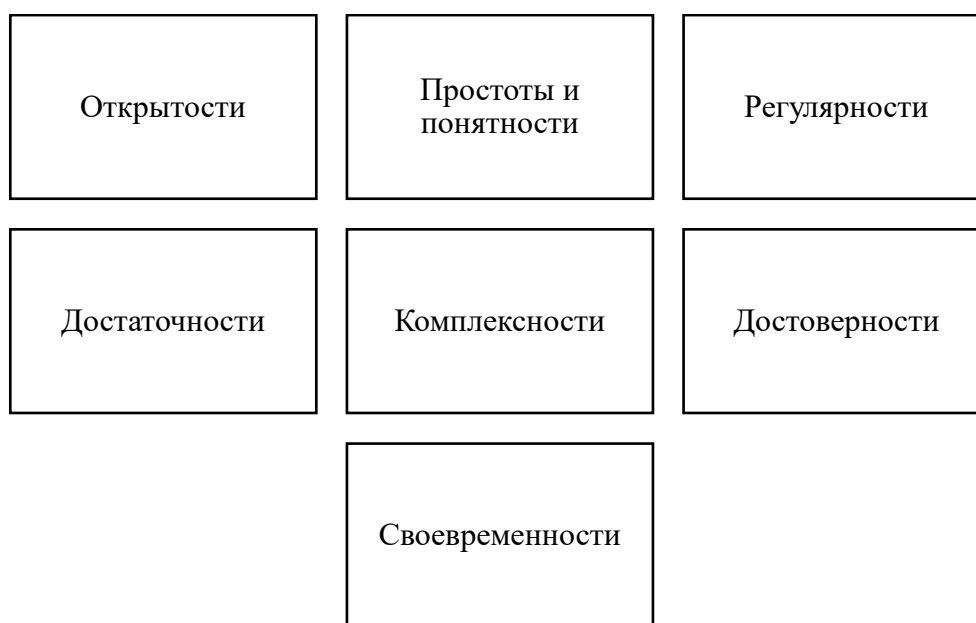 Открытости
Простоты и
понятности
Регулярности
Достаточности
Комплексности
Достоверности
Своевременности